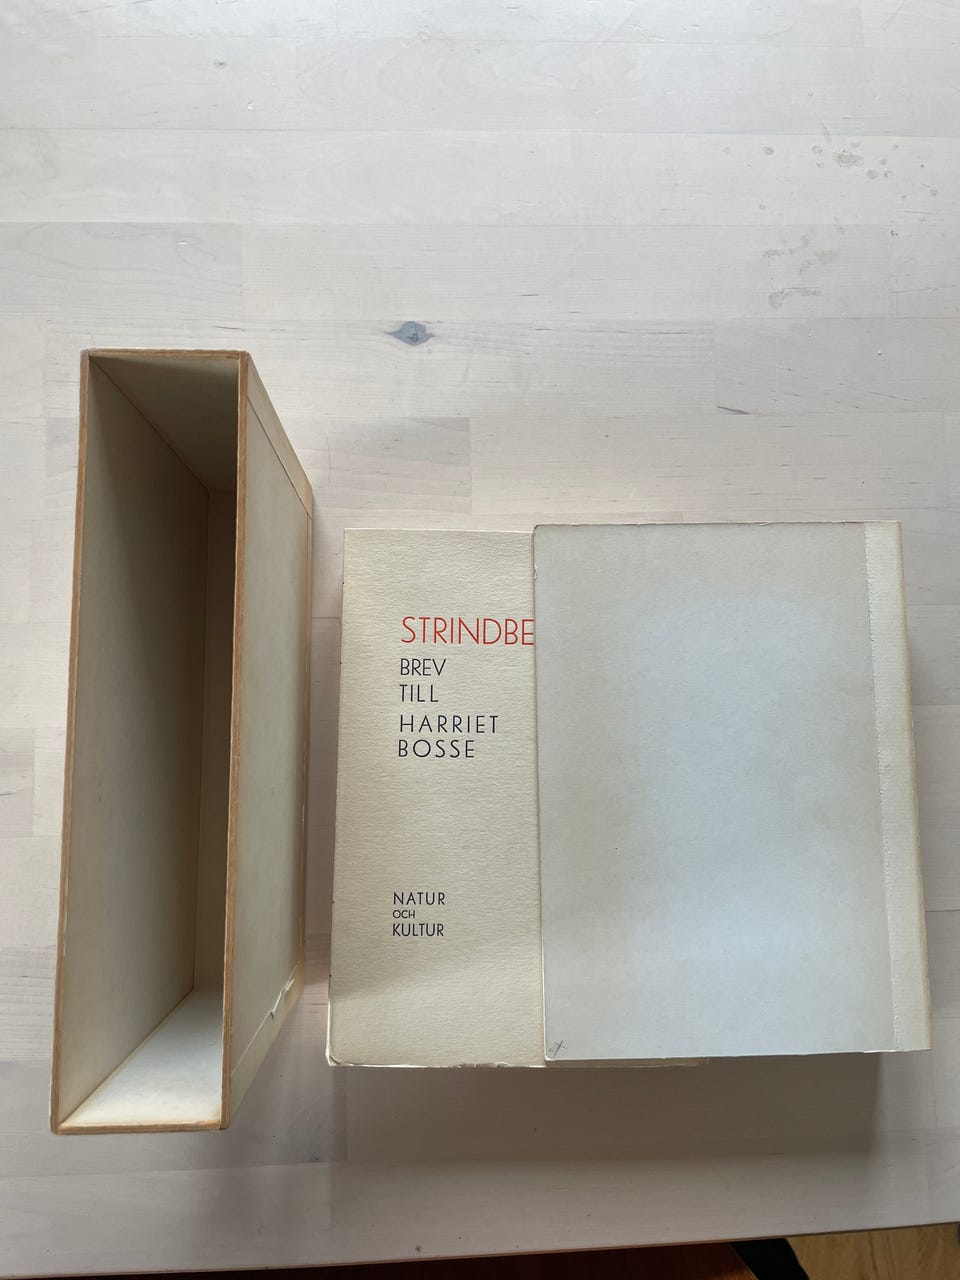 STRINDBE
BREV
TILL
HARRIET
BOSSE
NATUR
OCH
KULTUR